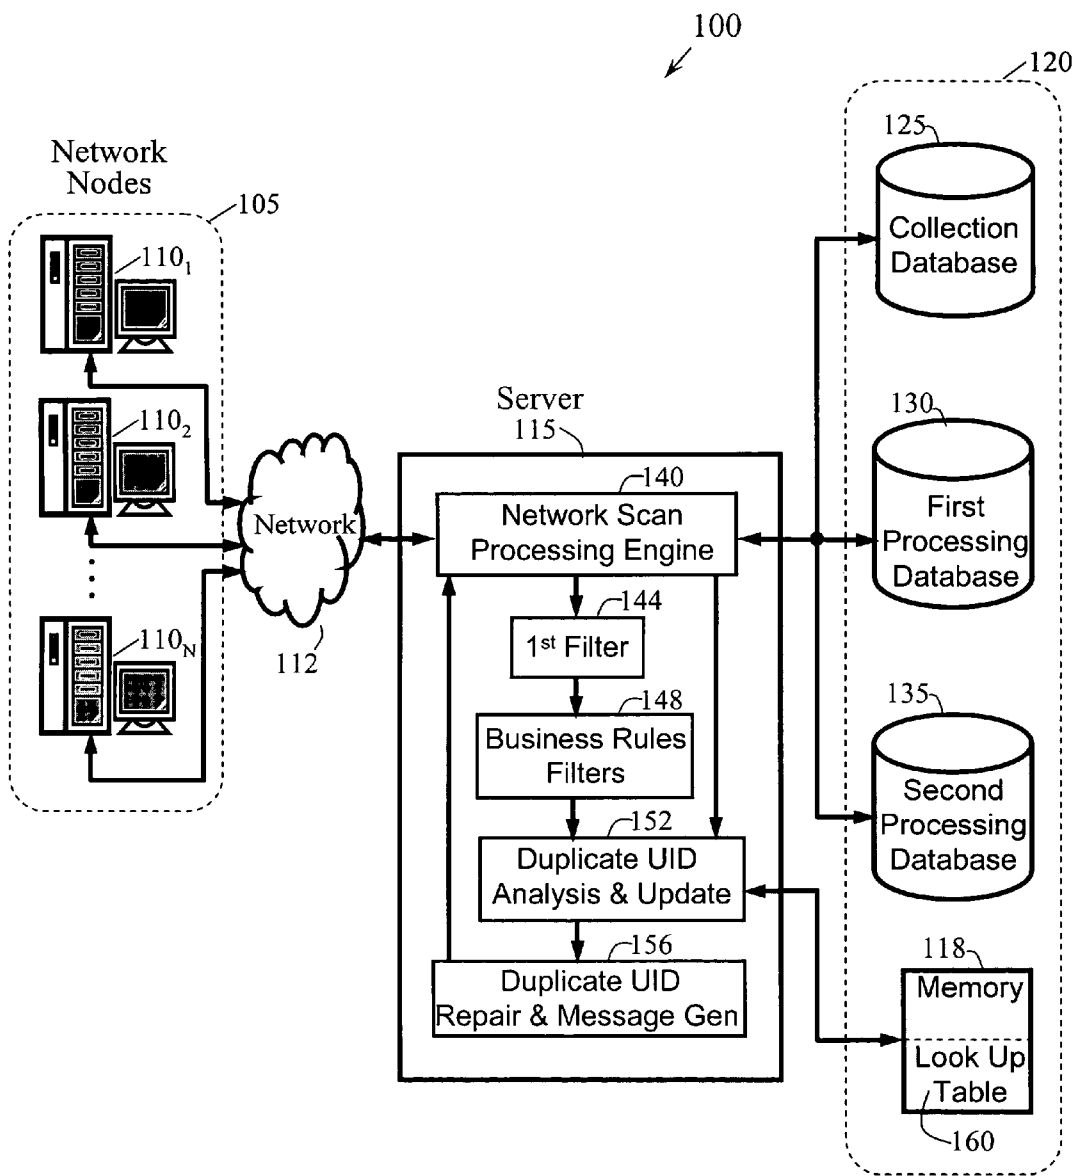 100
120
Network
Nodes
105
110₁
110₂
110N
Network
112
Server
115
140
Network Scan
Processing Engine
144
1st Filter
148
Business Rules
Filters
152
Duplicate UID
Analysis & Update
156
Duplicate UID
Repair & Message Gen
125
Collection
Database
130
First
Processing
Database
135
Second
Processing
Database
118
Memory
Look Up
Table
160